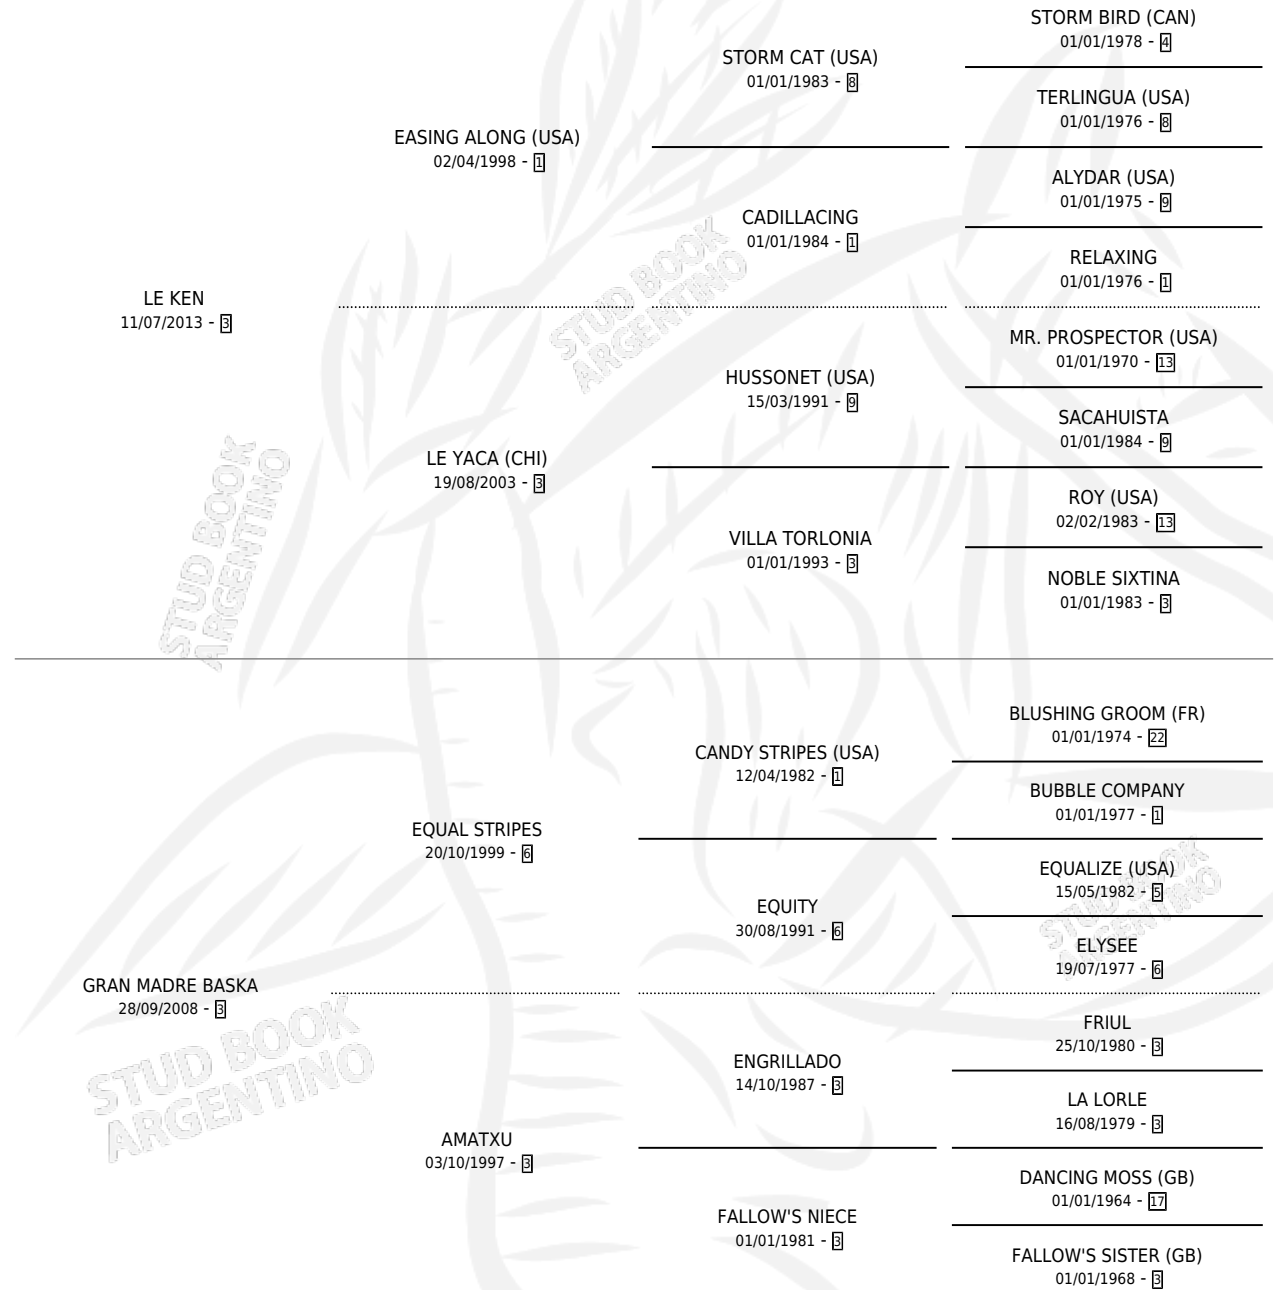 STORM BIRD (CAN)
01/01/1978 - 4
STORM CAT (USA)
01/01/1983 - 8
TERLINGUA (USA)
01/01/1976 - 8
EASING ALONG (USA)
02/04/1998 - 1
ALYDAR (USA)
01/01/1975 - 9
CADILLACING
01/01/1984 - 1
RELAXING
01/01/1976 - 1
LE KEN
11/07/2013 - 3
MR. PROSPECTOR (USA)
01/01/1970 - 13
HUSSONET (USA)
15/03/1991 - 9
SACAHUISTA
01/01/1984 - 9
LE YACA (CHI)
19/08/2003 - 3
ROY (USA)
02/02/1983 - 13
VILLA TORLONIA
01/01/1993 - 3
NOBLE SIXTINA
01/01/1983 - 3
BLUSHING GROOM (FR)
01/01/1974 - 22
CANDY STRIPES (USA)
12/04/1982 - 1
BUBBLE COMPANY
01/01/1977 - 1
EQUAL STRIPES
20/10/1999 - 6
EQUALIZE (USA)
15/05/1982 - 5
EQUITY
30/08/1991 - 6
ELYSEE
19/07/1977 - 6
GRAN MADRE BASKA
28/09/2008 - 3
FRIUL
25/10/1980 - 3
ENGRILLADO
14/10/1987 - 3
LA LORLE
16/08/1979 - 3
AMATXU
03/10/1997 - 3
DANCING MOSS (GB)
01/01/1964 - 17
FALLOW'S NIECE
01/01/1981 - 3
FALLOW'S SISTER (GB)
01/01/1968 - 3
STUD BOOK
ARGENTINO
STUD BOOK
ARGENTINO
STUD BOOK
ARGENTINO
STUD BOOK
ARGENTINO